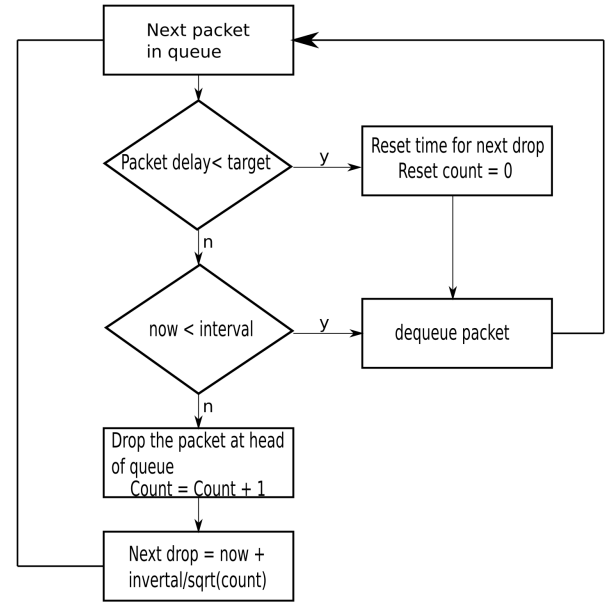 Next packet
in queue
Packet delay< target
y
Reset time for next drop
Reset count = 0
n
now < interval
y
dequeue packet
n
Drop the packet at head
of queue
Count = Count + 1
Next drop = now +
invertal/sqrt(count)